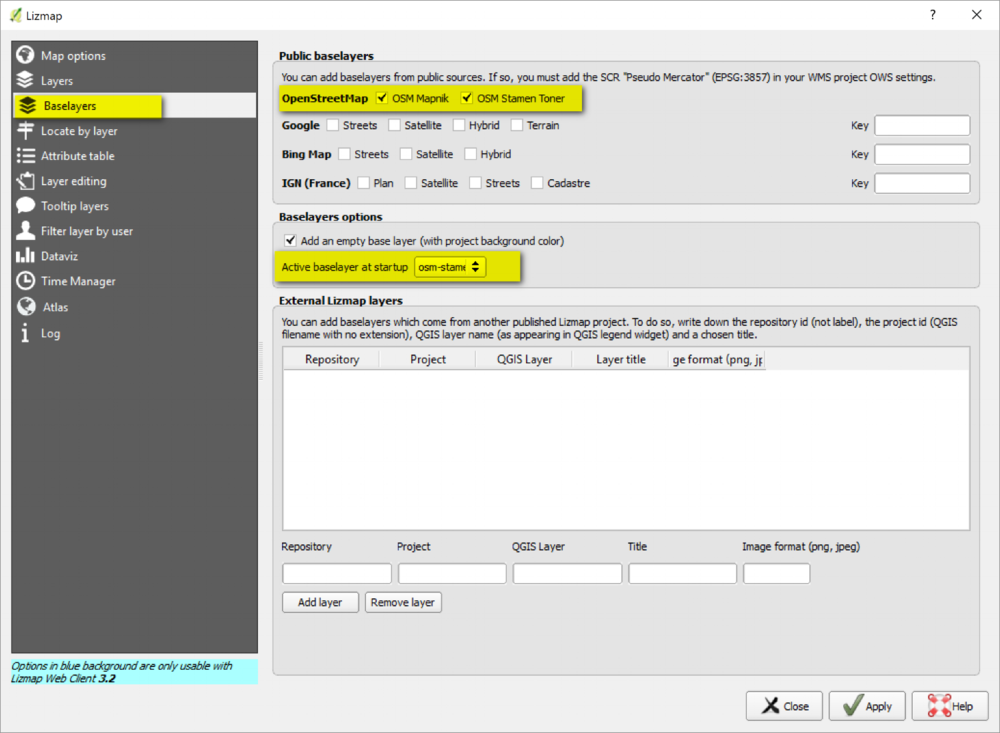 Lizmap
?
Map options
Layers
Baselayers
Locate by layer
Attribute table
Layer editing
Tooltip layers
Filter layer by user
Dataviz
Time Manager
Atlas
Log
Options in blue background are only usable with
Lizmap Web Client 3.2
Public baselayers
You can add baselayers from public sources. If so, you must add the SCR "Pseudo Mercator" (EPSG:3857) in your WMS project OWS settings.
OpenStreetMap OSM Mapnik OSM Stamen Toner
Google Streets Satellite Hybrid Terrain Key
Bing Map Streets Satellite Hybrid Key
IGN (France) Plan Satellite Streets Cadastre Key
Baselayers options
Add an empty base layer (with project background color)
Active baselayer at startup osm-stame
External Lizmap layers
You can add baselayers which come from another published Lizmap project. To do so, write down the repository id (not label), the project id (QGIS
filename with no extension), QGIS layer name (as appearing in QGIS legend widget) and a chosen title.
Repository Project QGIS Layer Layer title ge format (png, jp
Repository Project QGIS Layer Title Image format (png, jpeg)
Add layer Remove layer
Close Apply Help